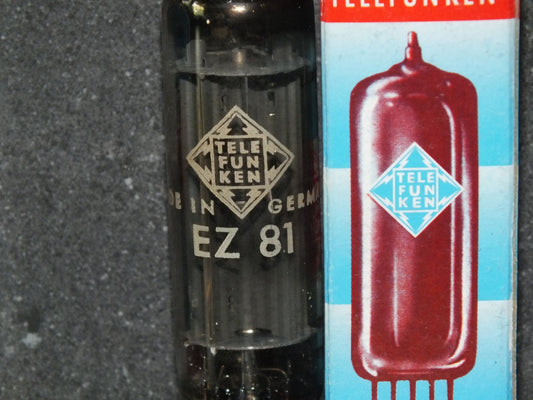 TELEFUNKEN
TELE
FUN
KEN
DE IN GERM
EZ 81
TELE
FUN
KEN